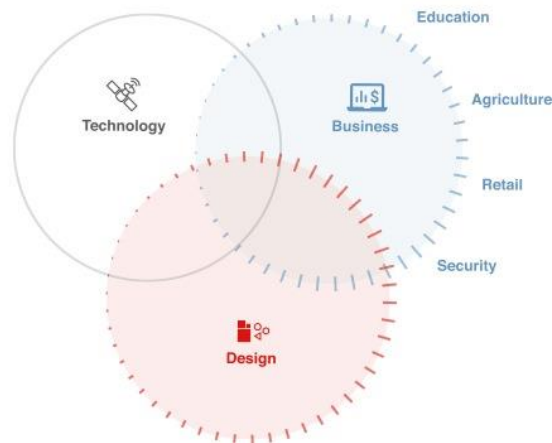 Education
Technology
Business
Agriculture
Retail
Security
Design